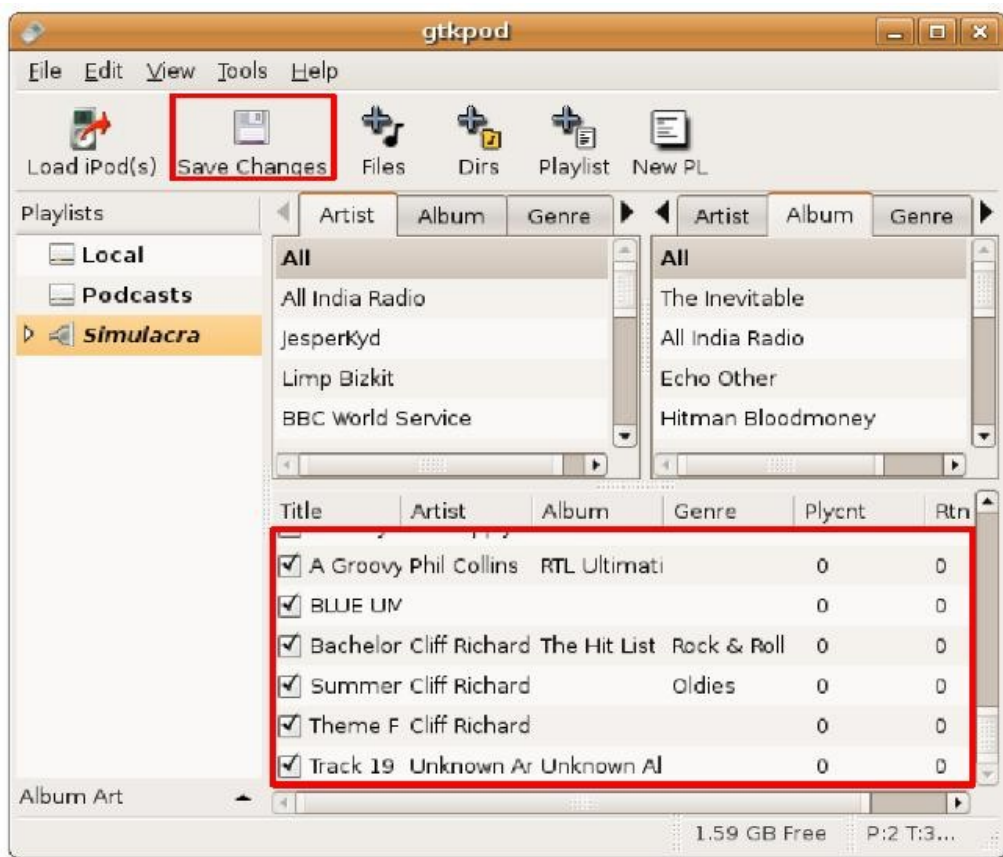 gtkpod
File Edit View Tools Help
Load iPod(s) Save Changes Files Dirs Playlist New PL
Playlists
Local
Podcasts
Simulacra
Artist Album Genre
All
All India Radio
JesperKyd
Limp Bizkit
BBC World Service
Artist Album Genre
All
The Inevitable
All India Radio
Echo Other
Hitman Bloodmoney
Title Artist Album Genre Plycnt Rtn
A Groovy Phil Collins RTL Ultimati 0 0
BLUE UM 0 0
Bachelor Cliff Richard The Hit List Rock & Roll 0 0
Summer Cliff Richard Oldies 0 0
Theme F Cliff Richard 0 0
Track 19 Unknown Ar Unknown Al 0 0
Album Art
1.59 GB Free P:2 T:3...